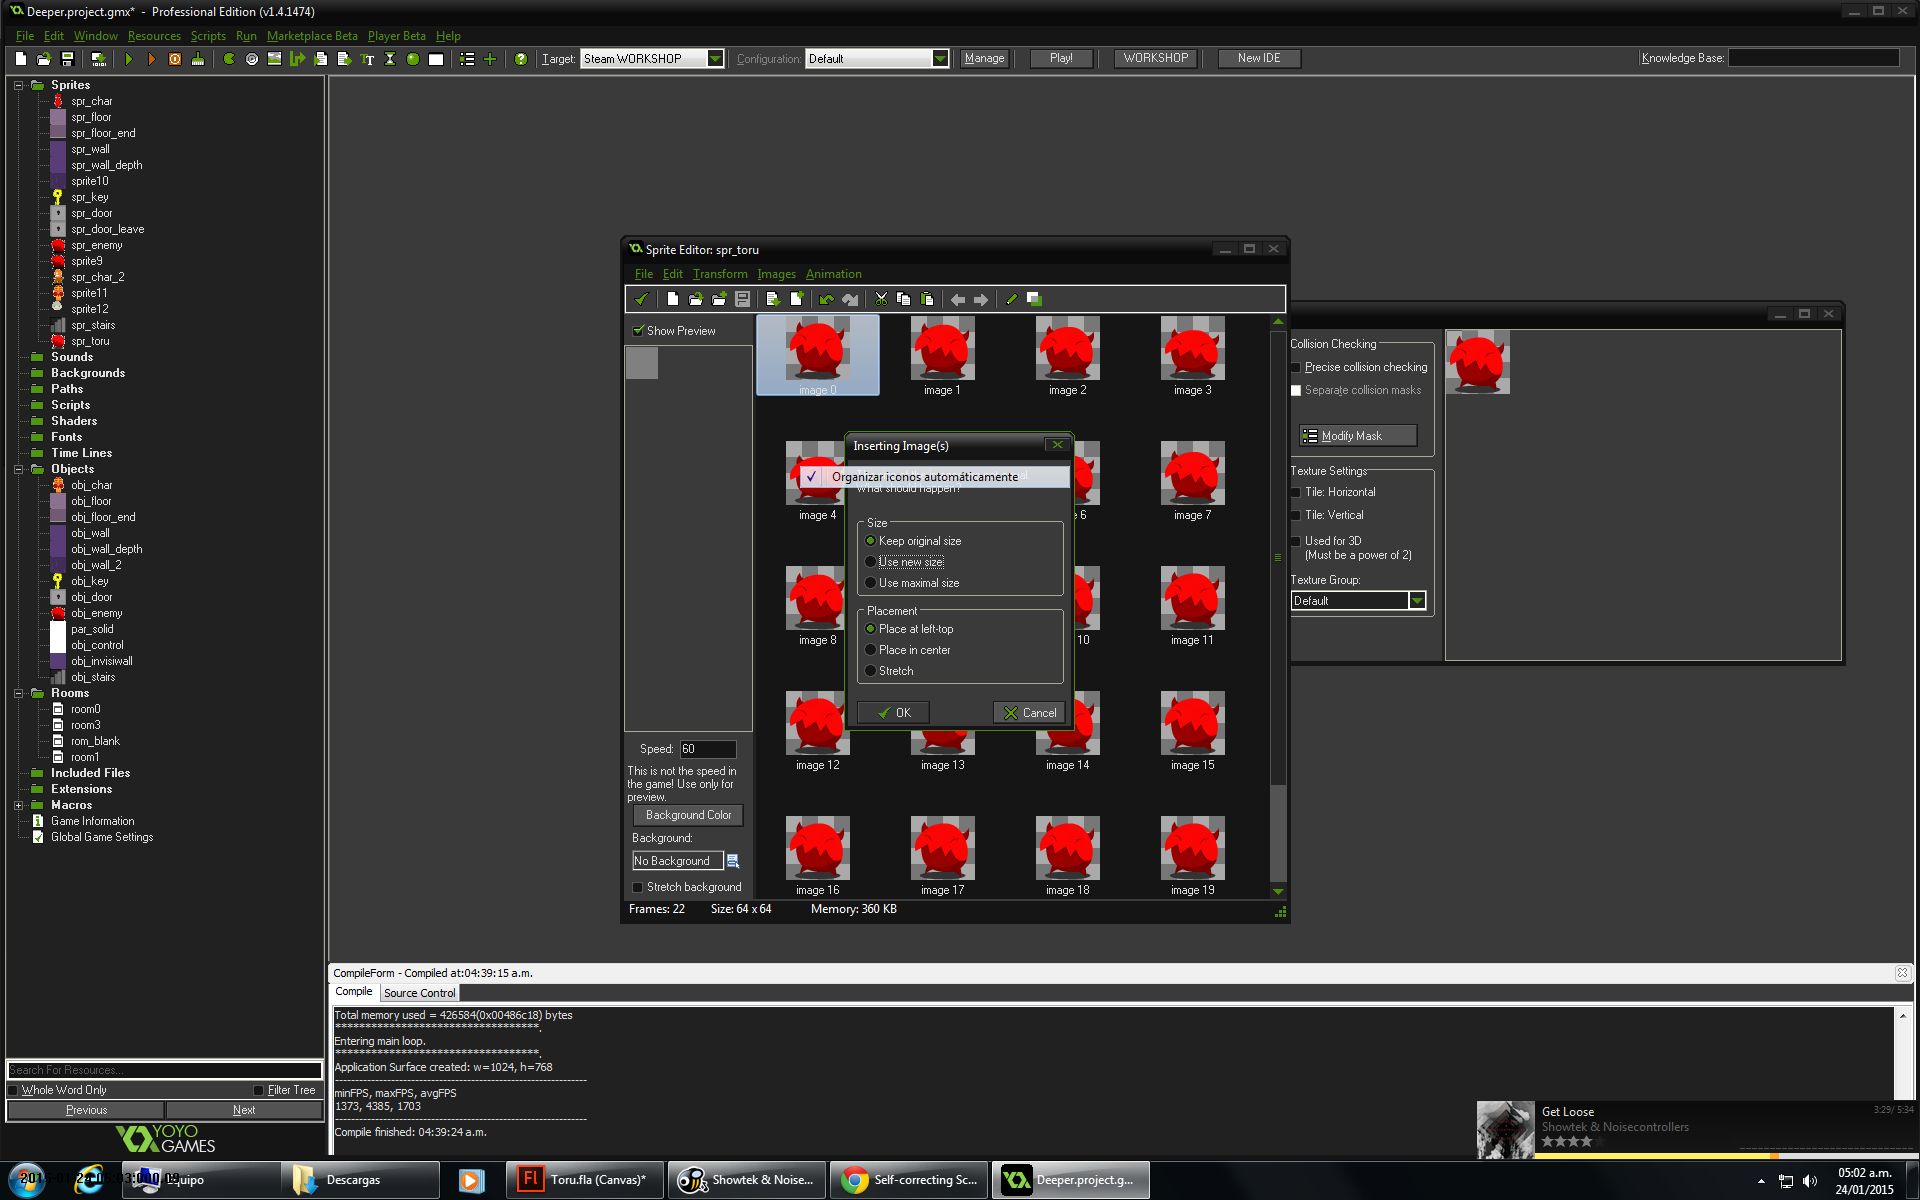 Deeper.project.gmx* - Professional Edition (v1.4.1474)
File Edit Window Resources Scripts Run Marketplace Beta Player Beta Help
Target: Steam WORKSHOP Configuration: Default Manage Play! WORKSHOP New IDE Knowledge Base:
Sprites
spr_char
spr_floor
spr_floor_end
spr_wall
spr_wall_depth
sprite10
spr_key
spr_door
spr_door_leave
spr_enemy
sprite9
spr_char_2
sprite11
sprite12
spr_stairs
spr_toru
Sounds
Backgrounds
Paths
Scripts
Shaders
Fonts
Time Lines
Objects
obj_char
obj_floor
obj_floor_end
obj_wall
obj_wall_depth
obj_wall_2
obj_key
obj_door
obj_enemy
par_solid
obj_control
obj_invisiwall
obj_stairs
Rooms
room0
room3
rom_blank
room1
Included Files
Extensions
Macros
Game Information
Global Game Settings
Search For Resources...
Whole Word Only Filter Tree
Previous Next
YOYO
GAMES
Sprite Editor: spr_toru
File Edit Transform Images Animation
Show Preview
image 0 image 1 image 2 image 3
image 4 6 image 7
image 8 10 image 11
image 12 image 13 image 14 image 15
image 16 image 17 image 18 image 19
Speed: 60
This is not the speed in
the game! Use only for
preview.
Background Color
Background:
No Background
Stretch background
Frames: 22 Size: 64 x 64 Memory: 360 KB
Inserting Image(s)
Organizar iconos automáticamente
What should happen?
Size
Keep original size
Use new size
Use maximal size
Placement
Place at left-top
Place in center
Stretch
OK Cancel
Collision Checking
Precise collision checking
Separate collision masks
Modify Mask
Texture Settings
Tile: Horizontal
Tile: Vertical
Used for 3D
(Must be a power of 2)
Texture Group:
Default
CompileForm - Compiled at:04:39:15 a.m.
Compile Source Control
Total memory used = 426584(0x00486c18) bytes
***********************************.
Entering main loop.
***********************************.
Application Surface created: w=1024, h=768
---------------------------------------------------------------
minFPS, maxFPS, avgFPS
1373, 4385, 1703
---------------------------------------------------------------
Compile finished: 04:39:24 a.m.
Get Loose 3:29/ 5:34
Showtek & Noisecontrollers
Equipo Descargas Toru.fla (Canvas)* Showtek & Noise... Self-correcting Sc... Deeper.project.g...
05:02 a.m.
24/01/2015